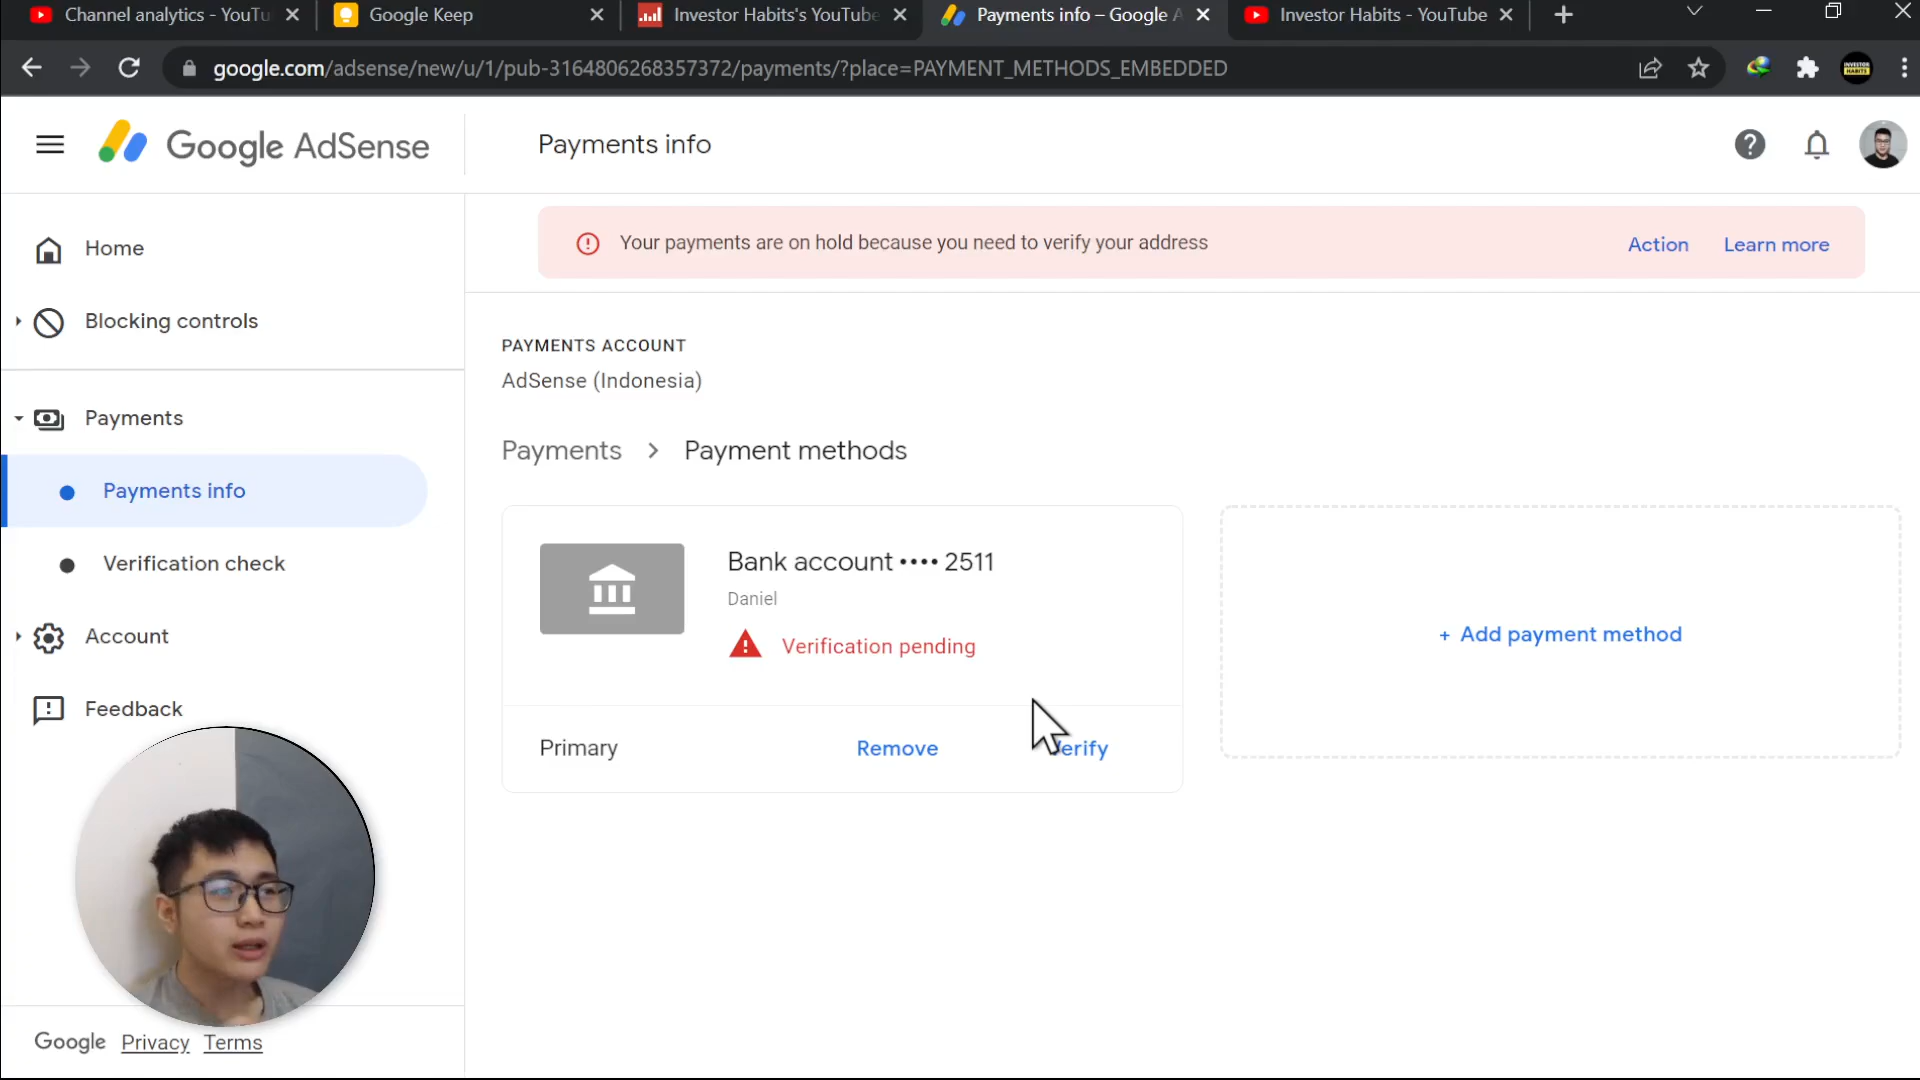 Channel analytics - YouTu
Google Keep
Investor Habits's YouTube
Payments info – Google A
Investor Habits - YouTube
google.com/adsense/new/u/1/pub-3164806268357372/payments/?place=PAYMENT_METHODS_EMBEDDED
INVESTOR
HABITS
Google AdSense
Payments info
Home
Your payments are on hold because you need to verify your address
Action
Learn more
Blocking controls
PAYMENTS ACCOUNT
AdSense (Indonesia)
Payments
Payments info
Verification check
Account
Feedback
Payments > Payment methods
Bank account •••• 2511
Daniel
Verification pending
Primary
Remove
Verify
+ Add payment method
Google Privacy Terms